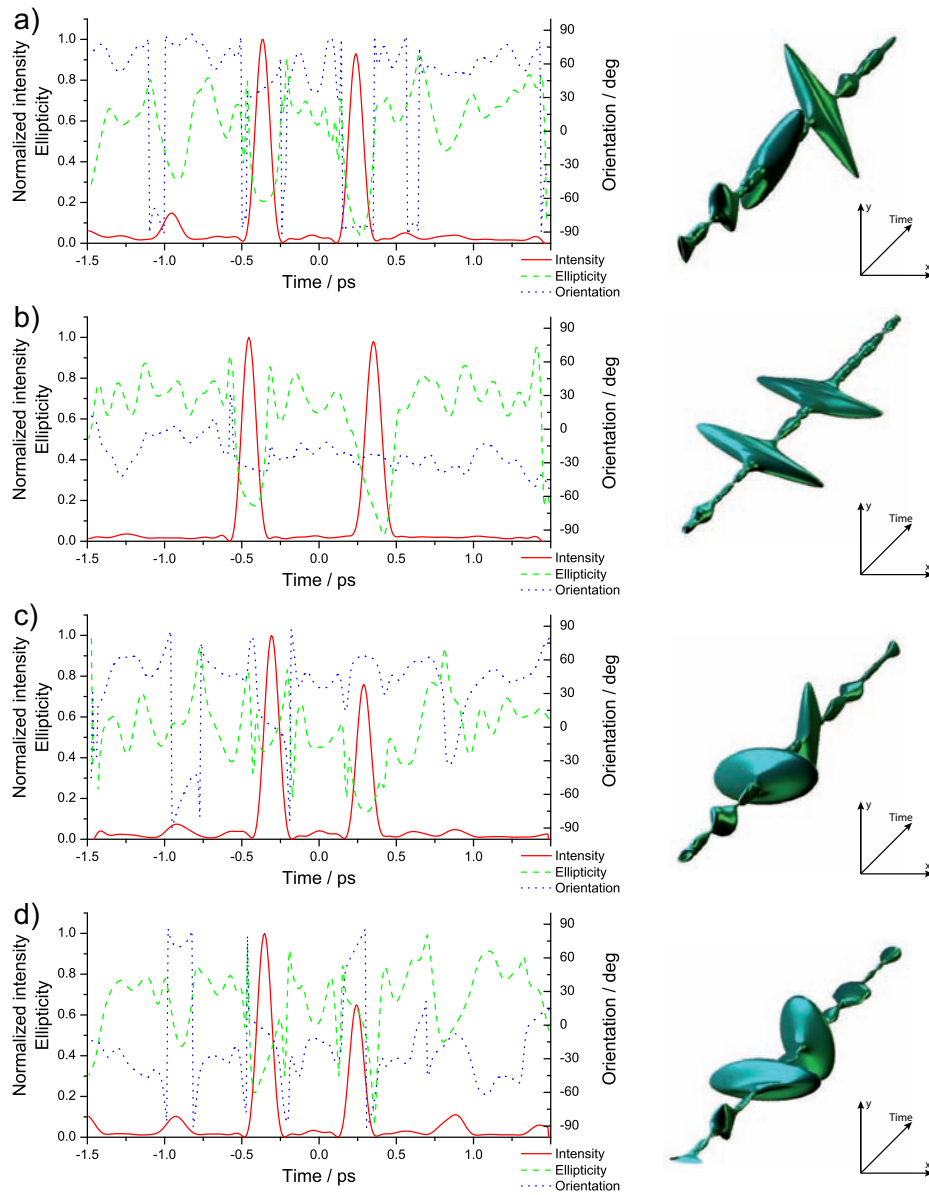 a)
Normalized intensity
Ellipticity
1.0
0.8
0.6
0.4
0.2
0.0
90
60
30
0
-30
-60
-90
Orientation / deg
-1.5
-1.0
-0.5
0.0
0.5
1.0
Time / ps
Intensity
Ellipticity
Orientation
y
Time
x
b)
Normalized intensity
Ellipticity
1.0
0.8
0.6
0.4
0.2
0.0
90
60
30
0
-30
-60
-90
Orientation / deg
-1.5
-1.0
-0.5
0.0
0.5
1.0
Time / ps
Intensity
Ellipticity
Orientation
y
Time
x
c)
Normalized intensity
Ellipticity
1.0
0.8
0.6
0.4
0.2
0.0
90
60
30
0
-30
-60
-90
Orientation / deg
-1.5
-1.0
-0.5
0.0
0.5
1.0
Time / ps
Intensity
Ellipticity
Orientation
y
Time
x
d)
Normalized intensity
Ellipticity
1.0
0.8
0.6
0.4
0.2
0.0
90
60
30
0
-30
-60
-90
Orientation / deg
-1.5
-1.0
-0.5
0.0
0.5
1.0
Time / ps
Intensity
Ellipticity
Orientation
y
Time
x